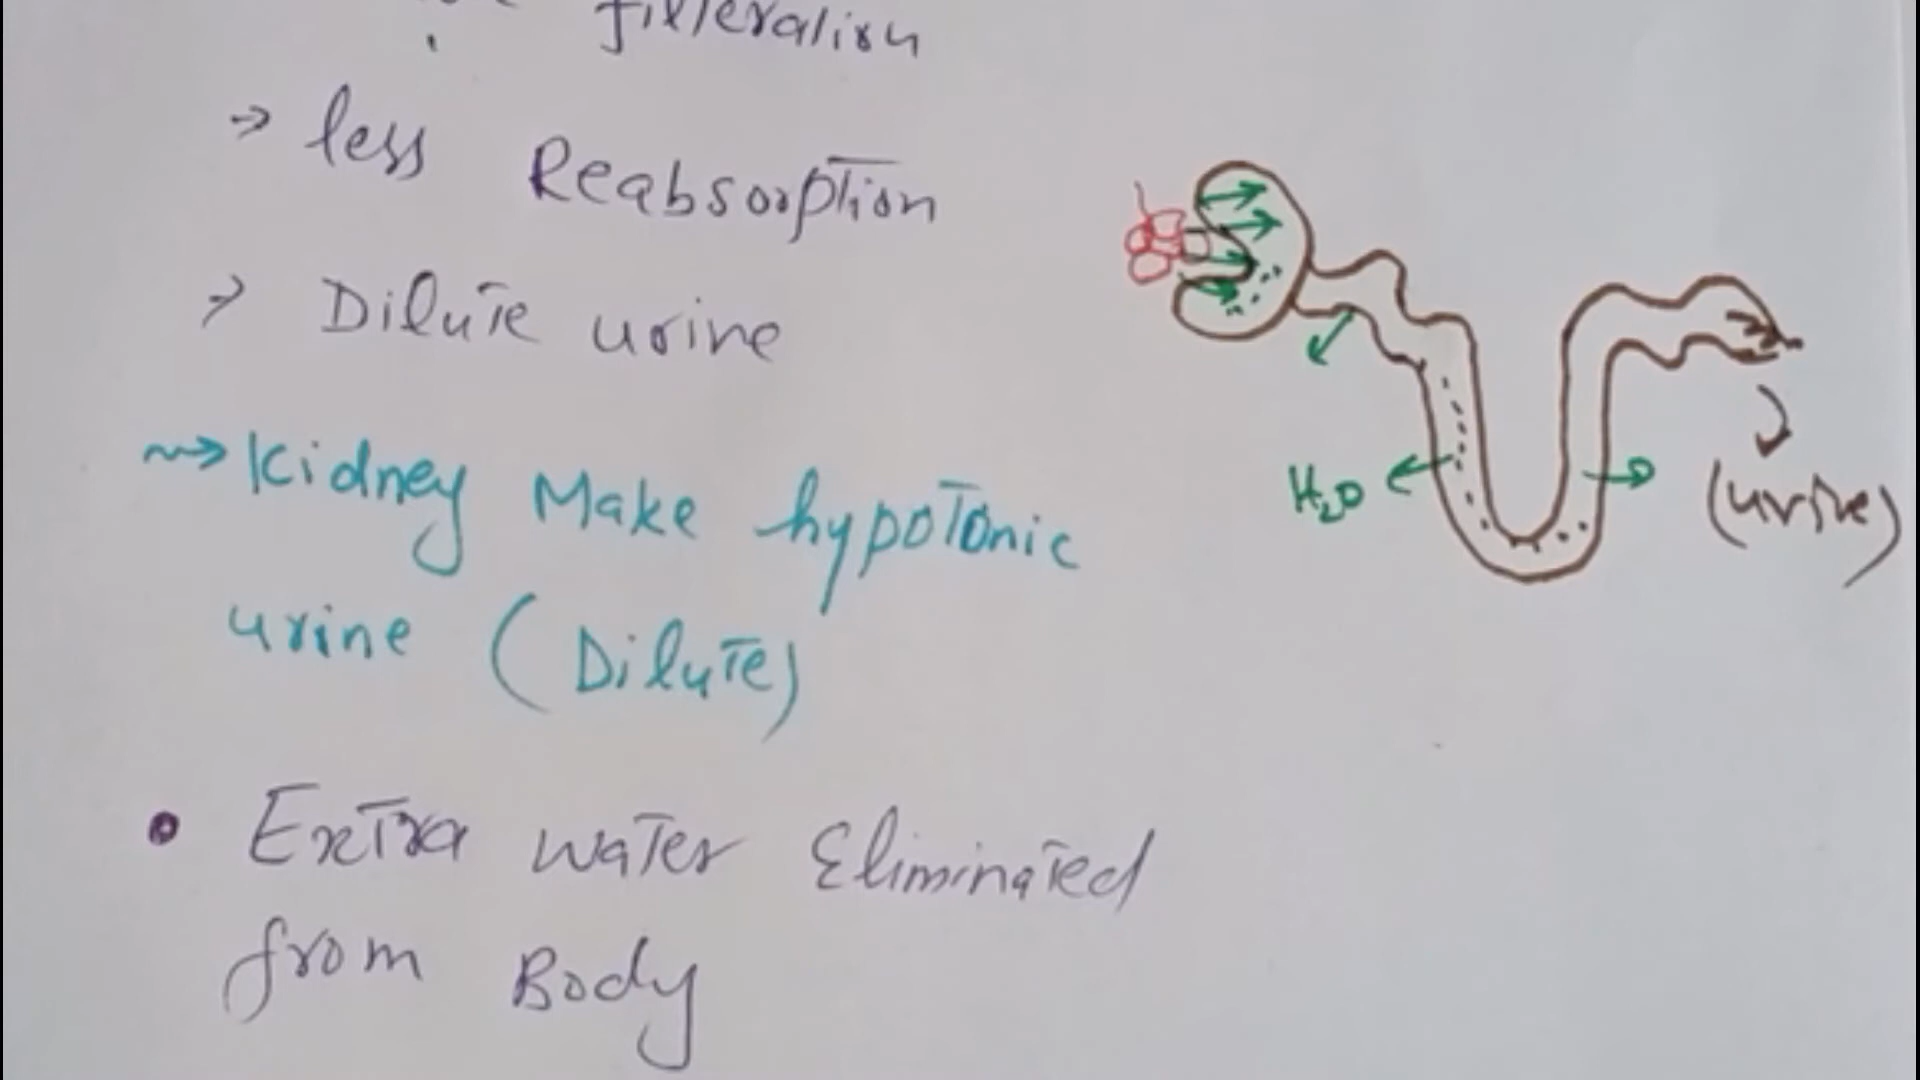 filteration
→ less Reabsorption
→ Dilute urine
⇝ Kidney Make hypotonic
urine (Dilute)
• Extra water Eliminated
from Body
H₂O
(urine)